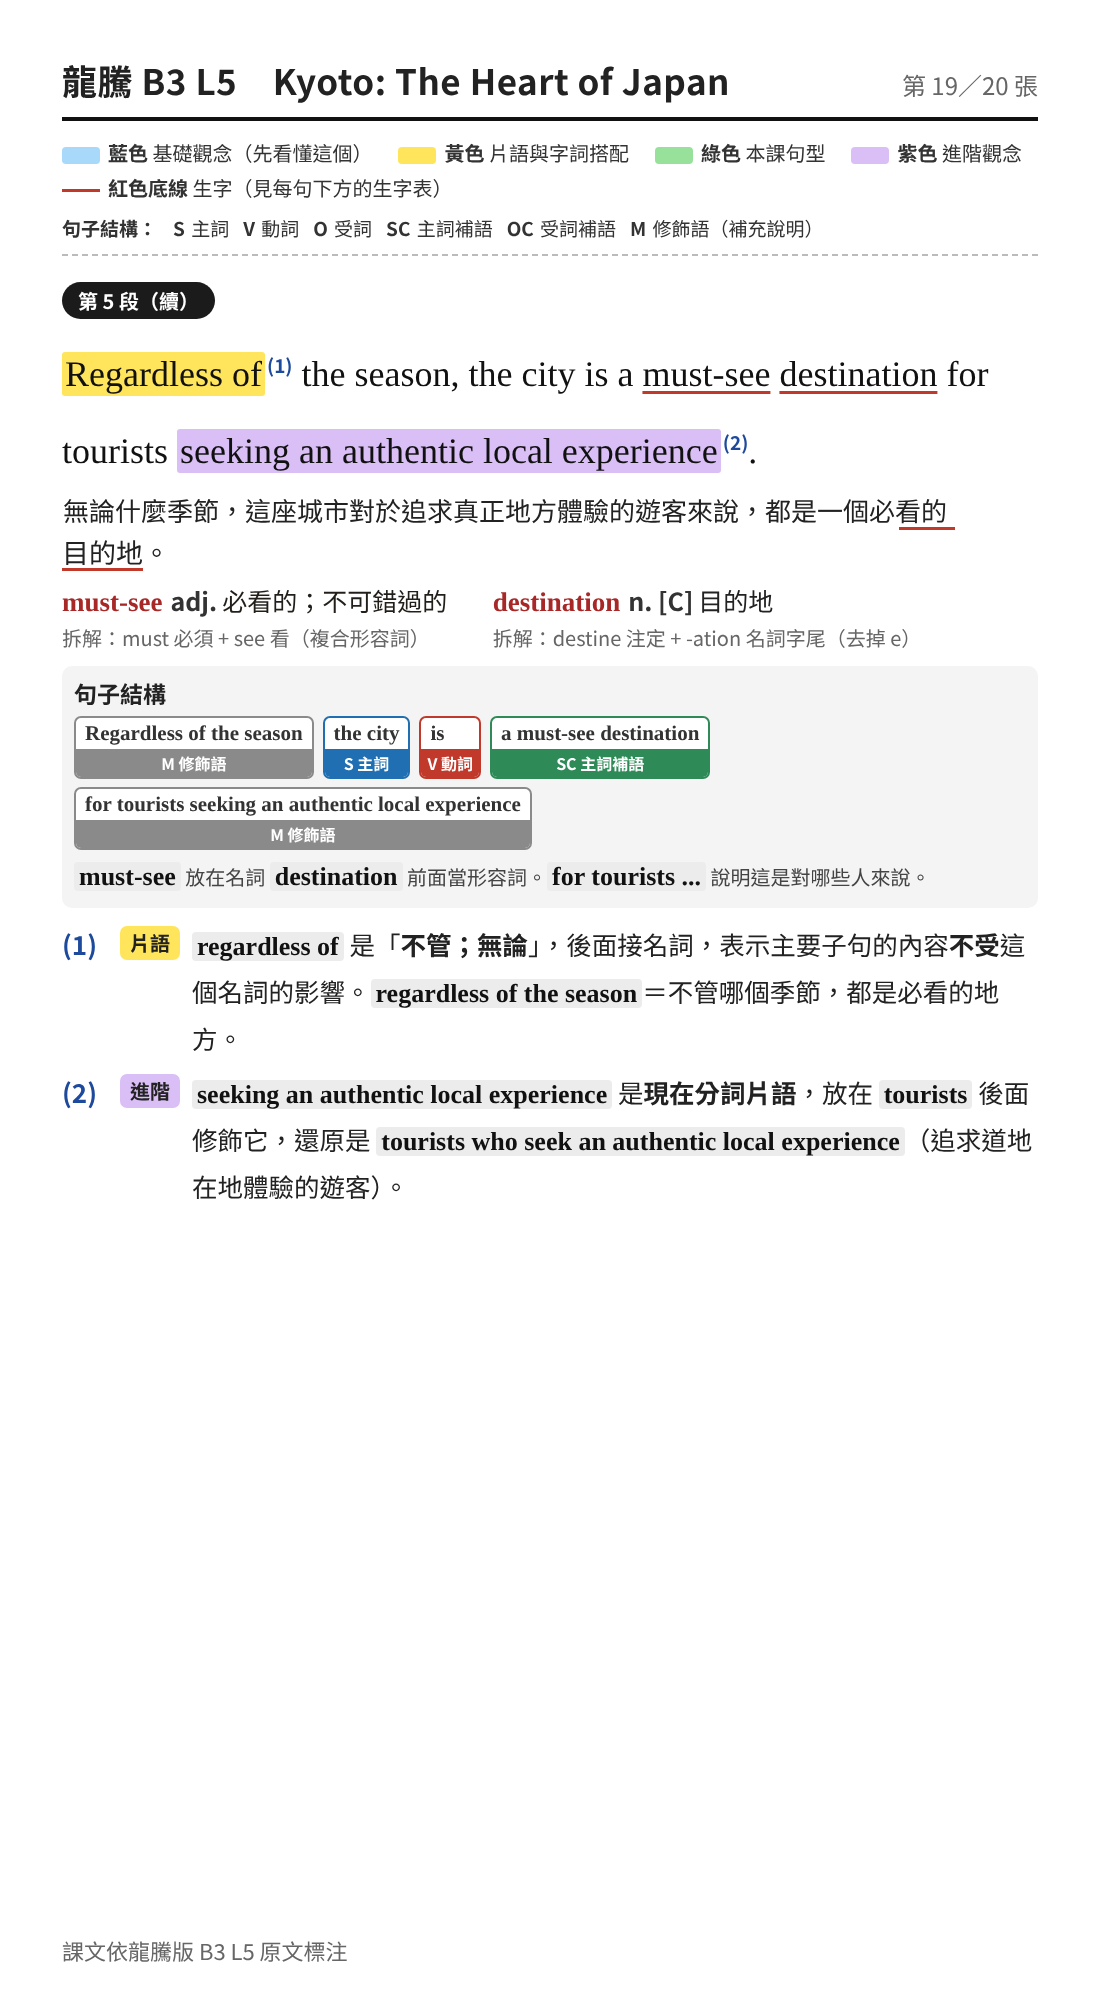 龍騰 B3 L5　Kyoto: The Heart of Japan　第 19／20 張
藍色 基礎觀念（先看懂這個）　黃色 片語與字詞搭配　綠色 本課句型　紫色 進階觀念
紅色底線 生字（見每句下方的生字表）
句子結構：　S 主詞　V 動詞　O 受詞　SC 主詞補語　OC 受詞補語　M 修飾語（補充說明）
第 5 段（續）
Regardless of(1) the season, the city is a must-see destination for
tourists seeking an authentic local experience(2).
無論什麼季節，這座城市對於追求真正地方體驗的遊客來說，都是一個必看的
目的地。
must-see adj. 必看的；不可錯過的　destination n. [C] 目的地
拆解：must 必須 + see 看（複合形容詞）　拆解：destine 注定 + -ation 名詞字尾（去掉 e）
句子結構
Regardless of the season　the city　is　a must-see destination
M 修飾語　S 主詞　V 動詞　SC 主詞補語
for tourists seeking an authentic local experience
M 修飾語
must-see 放在名詞 destination 前面當形容詞。for tourists ... 說明這是對哪些人來說。
(1) 片語 regardless of 是「不管；無論」，後面接名詞，表示主要子句的內容不受這
個名詞的影響。regardless of the season＝不管哪個季節，都是必看的地
方。
(2) 進階 seeking an authentic local experience 是現在分詞片語，放在 tourists 後面
修飾它，還原是 tourists who seek an authentic local experience（追求道地
在地體驗的遊客）。
課文依龍騰版 B3 L5 原文標注